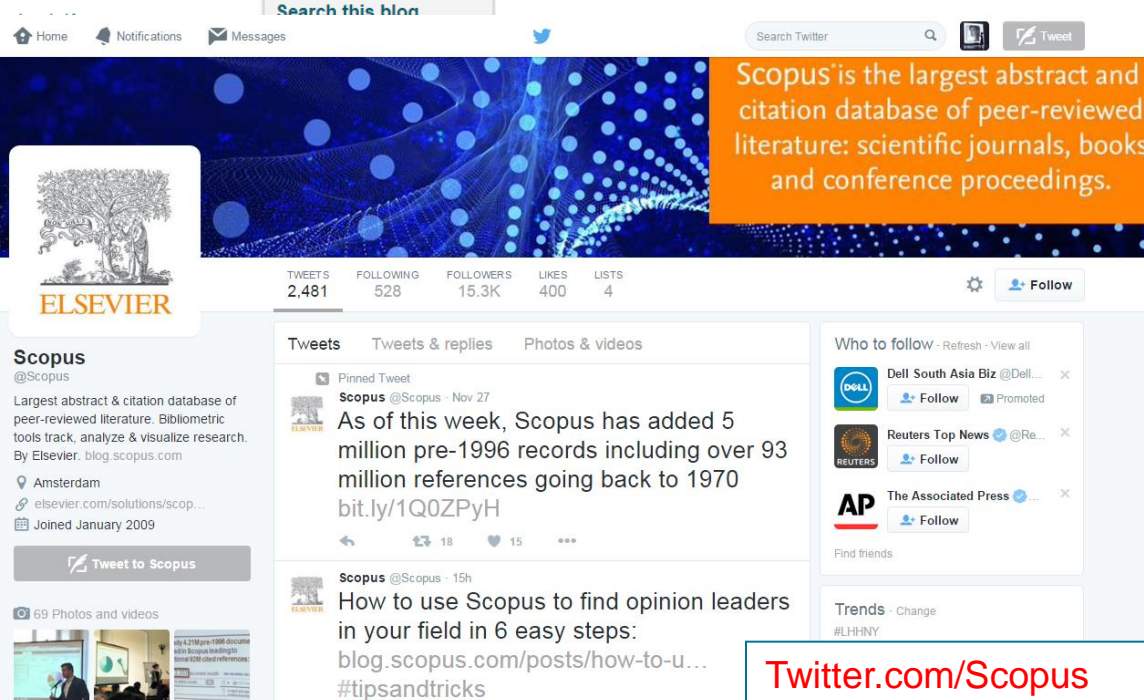 Search this blog
Home Notifications Messages Search Twitter Tweet
Scopus is the largest abstract and
citation database of peer-reviewed
literature: scientific journals, books
and conference proceedings.
NON SOLUS
ELSEVIER
TWEETS FOLLOWING FOLLOWERS LIKES LISTS
2,481 528 15.3K 400 4
Follow
Scopus
@Scopus
Largest abstract & citation database of
peer-reviewed literature. Bibliometric
tools track, analyze & visualize research.
By Elsevier. blog.scopus.com
Amsterdam
elsevier.com/solutions/scop...
Joined January 2009
Tweet to Scopus
69 Photos and videos
Tweets Tweets & replies Photos & videos
Pinned Tweet
ELSEVIER
Scopus @Scopus · Nov 27
As of this week, Scopus has added 5
million pre-1996 records including over 93
million references going back to 1970
bit.ly/1Q0ZPyH
18 15
ELSEVIER
Scopus @Scopus · 15h
How to use Scopus to find opinion leaders
in your field in 6 easy steps:
blog.scopus.com/posts/how-to-u...
#tipsandtricks
Who to follow · Refresh · View all
DELL
Dell South Asia Biz @Dell...
Follow Promoted
REUTERS
Reuters Top News @Re...
Follow
AP
The Associated Press ...
Follow
Find friends
Trends · Change
#LHHNY
Twitter.com/Scopus